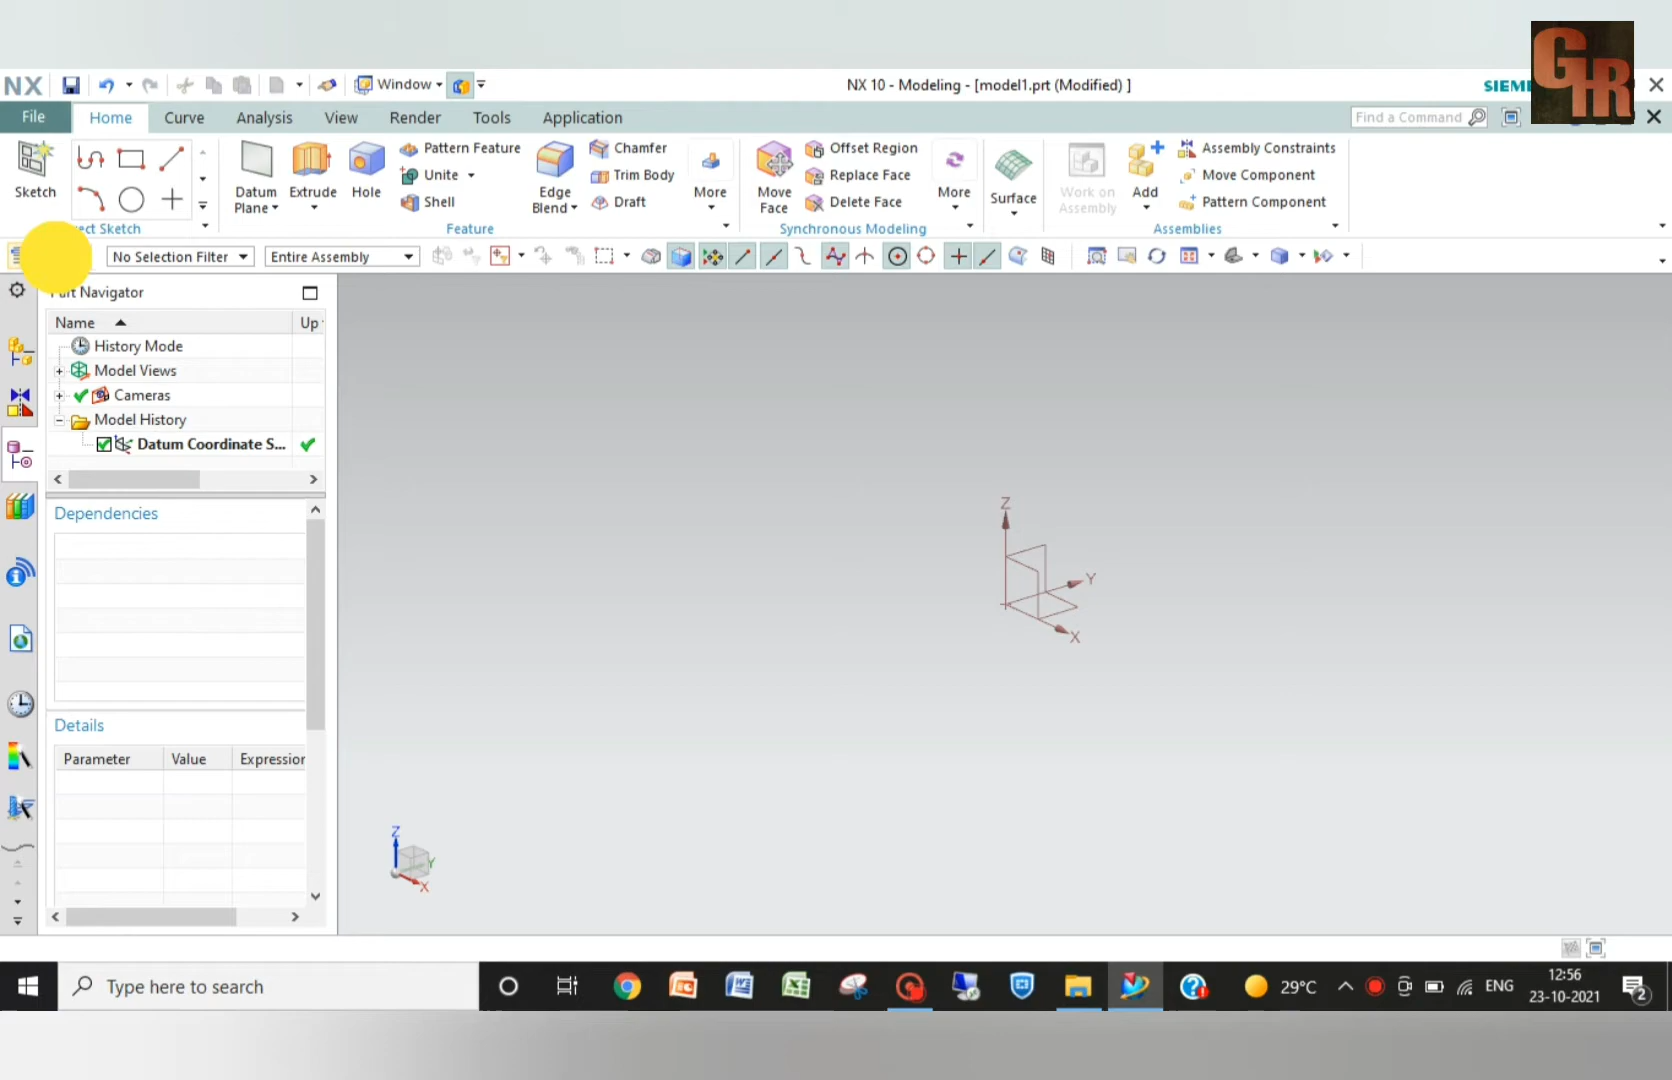 GHR
NX Window NX 10 - Modeling - [model1.prt (Modified) ] SIEM
File Home Curve Analysis View Render Tools Application Find a Command
Pattern Feature Chamfer Offset Region Assembly Constraints
Unite Trim Body Replace Face Move Component
Sketch Datum Plane Extrude Hole Shell Edge Blend Draft More Move Face Delete Face More Surface Work on Assembly Add Pattern Component
ect Sketch Feature Synchronous Modeling Assemblies
No Selection Filter Entire Assembly
Navigator
Name Up
History Mode
Model Views
Cameras
Model History
Datum Coordinate S...
Dependencies
Details
Parameter Value Expression
Z
Y
X
Z
Y
X
Type here to search 29°C ENG 12:56
23-10-2021 2